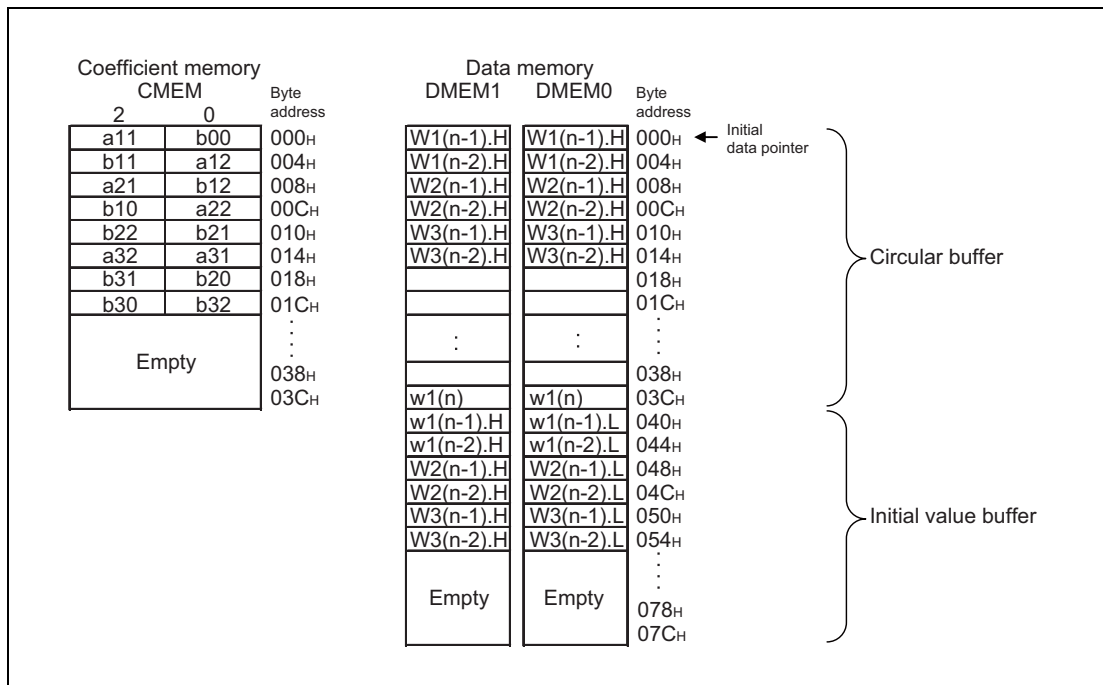 Coefficient memory
CMEM
2 0
Byte
address
a11 b00 000H
b11 a12 004H
a21 b12 008H
b10 a22 00CH
b22 b21 010H
a32 a31 014H
b31 b20 018H
b30 b32 01CH
Empty
038H
03CH
Data memory
DMEM1 DMEM0
Byte
address
W1(n-1).H W1(n-1).H 000H
W1(n-2).H W1(n-2).H 004H
W2(n-1).H W2(n-1).H 008H
W2(n-2).H W2(n-2).H 00CH
W3(n-1).H W3(n-1).H 010H
W3(n-2).H W3(n-2).H 014H
018H
01CH
: :
038H
w1(n) w1(n) 03CH
w1(n-1).H w1(n-1).L 040H
w1(n-2).H w1(n-2).L 044H
W2(n-1).H W2(n-1).L 048H
W2(n-2).H W2(n-2).L 04CH
W3(n-1).H W3(n-1).L 050H
W3(n-2).H W3(n-2).L 054H
Empty Empty
078H
07CH
Initial
data pointer
Circular buffer
Initial value buffer